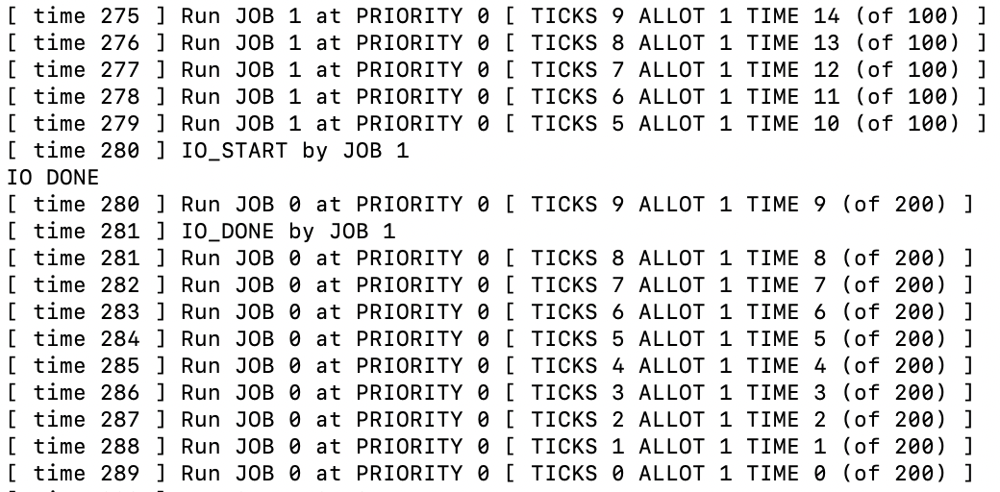 [ time 275 ] Run JOB 1 at PRIORITY 0 [ TICKS 9 ALLOT 1 TIME 14 (of 100) ]
[ time 276 ] Run JOB 1 at PRIORITY 0 [ TICKS 8 ALLOT 1 TIME 13 (of 100) ]
[ time 277 ] Run JOB 1 at PRIORITY 0 [ TICKS 7 ALLOT 1 TIME 12 (of 100) ]
[ time 278 ] Run JOB 1 at PRIORITY 0 [ TICKS 6 ALLOT 1 TIME 11 (of 100) ]
[ time 279 ] Run JOB 1 at PRIORITY 0 [ TICKS 5 ALLOT 1 TIME 10 (of 100) ]
[ time 280 ] IO_START by JOB 1
IO DONE
[ time 280 ] Run JOB 0 at PRIORITY 0 [ TICKS 9 ALLOT 1 TIME 9 (of 200) ]
[ time 281 ] IO_DONE by JOB 1
[ time 281 ] Run JOB 0 at PRIORITY 0 [ TICKS 8 ALLOT 1 TIME 8 (of 200) ]
[ time 282 ] Run JOB 0 at PRIORITY 0 [ TICKS 7 ALLOT 1 TIME 7 (of 200) ]
[ time 283 ] Run JOB 0 at PRIORITY 0 [ TICKS 6 ALLOT 1 TIME 6 (of 200) ]
[ time 284 ] Run JOB 0 at PRIORITY 0 [ TICKS 5 ALLOT 1 TIME 5 (of 200) ]
[ time 285 ] Run JOB 0 at PRIORITY 0 [ TICKS 4 ALLOT 1 TIME 4 (of 200) ]
[ time 286 ] Run JOB 0 at PRIORITY 0 [ TICKS 3 ALLOT 1 TIME 3 (of 200) ]
[ time 287 ] Run JOB 0 at PRIORITY 0 [ TICKS 2 ALLOT 1 TIME 2 (of 200) ]
[ time 288 ] Run JOB 0 at PRIORITY 0 [ TICKS 1 ALLOT 1 TIME 1 (of 200) ]
[ time 289 ] Run JOB 0 at PRIORITY 0 [ TICKS 0 ALLOT 1 TIME 0 (of 200) ]